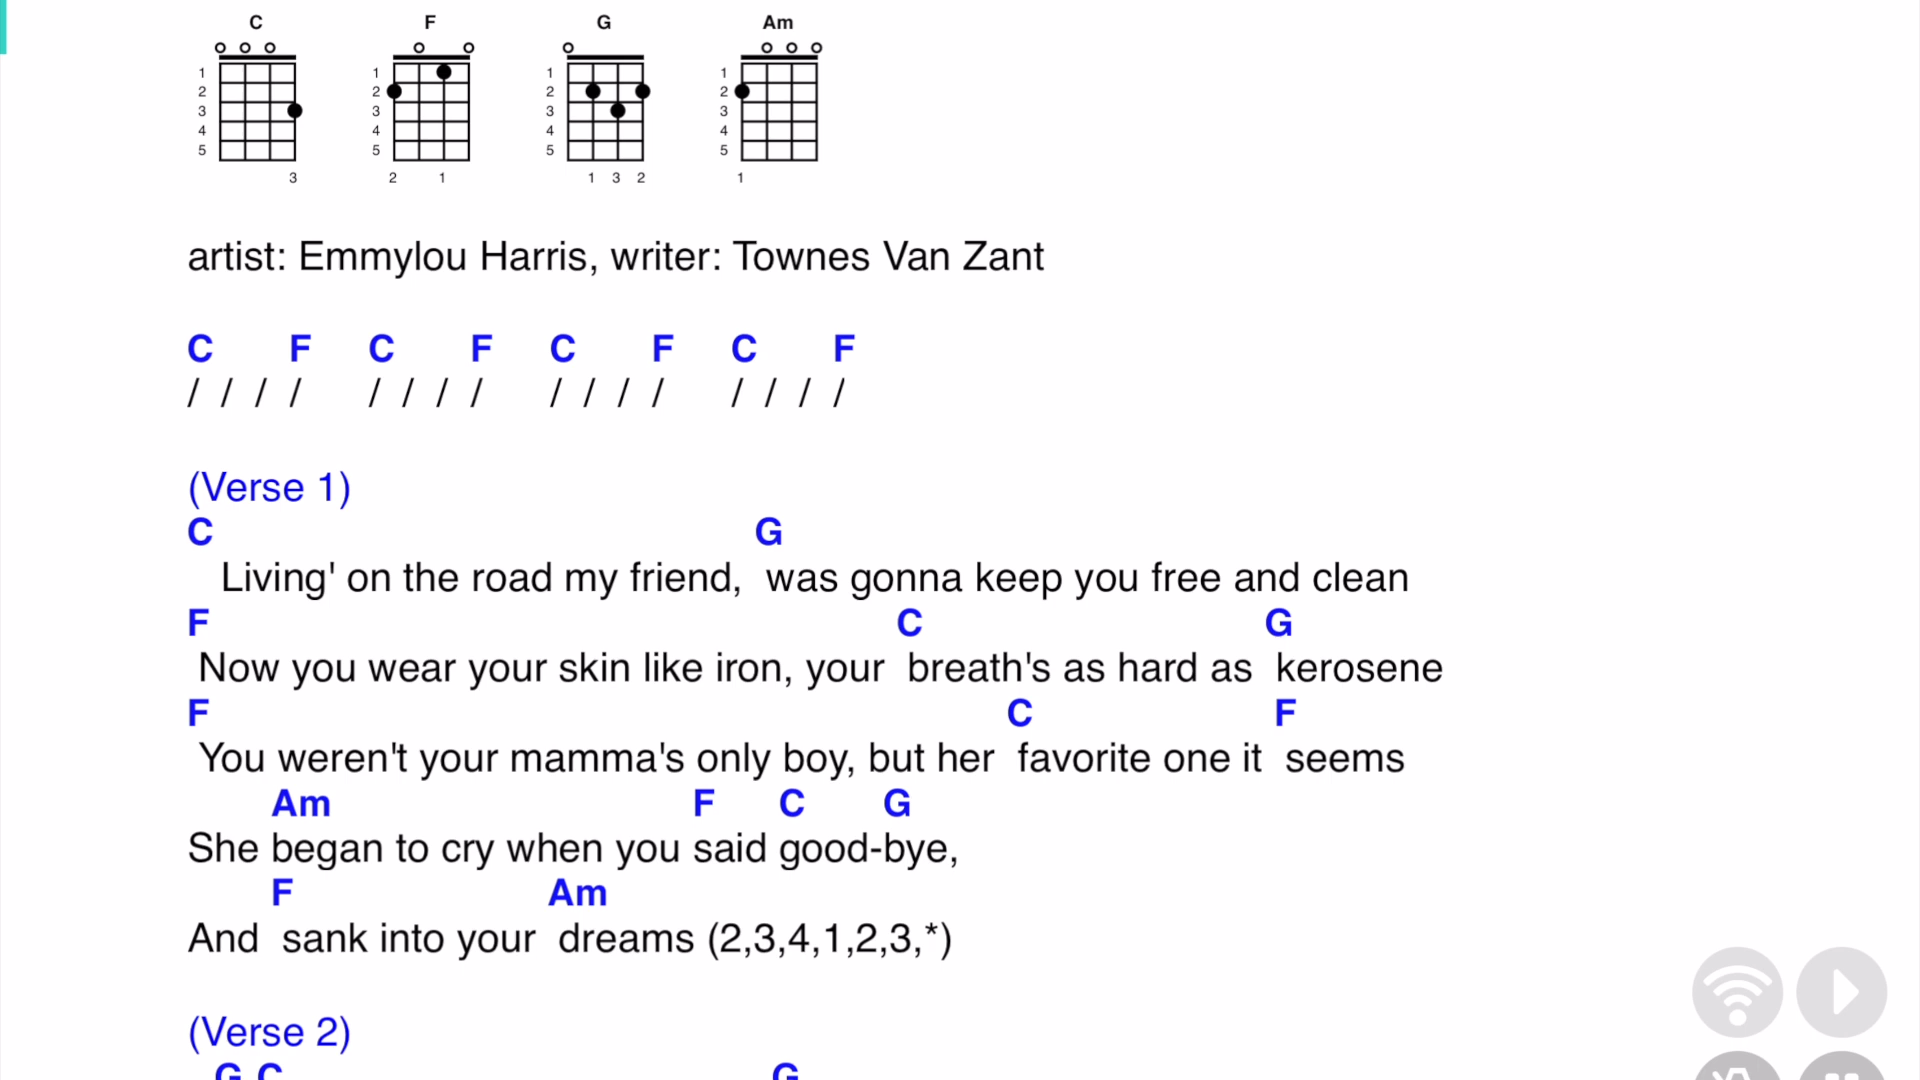 C F G Am
1 1 1 1
2 2 2 2
3 3 3 3
4 4 4 4
5 5 5 5
3 2 1 1 3 2 1
artist: Emmylou Harris, writer: Townes Van Zant
C F C F C F C F
/ / / / / / / / / / / / / / / /
(Verse 1)
C G
Living' on the road my friend, was gonna keep you free and clean
F C G
Now you wear your skin like iron, your breath's as hard as kerosene
F C F
You weren't your mamma's only boy, but her favorite one it seems
Am F C G
She began to cry when you said good-bye,
F Am
And sank into your dreams (2,3,4,1,2,3,*)
(Verse 2)
G C G